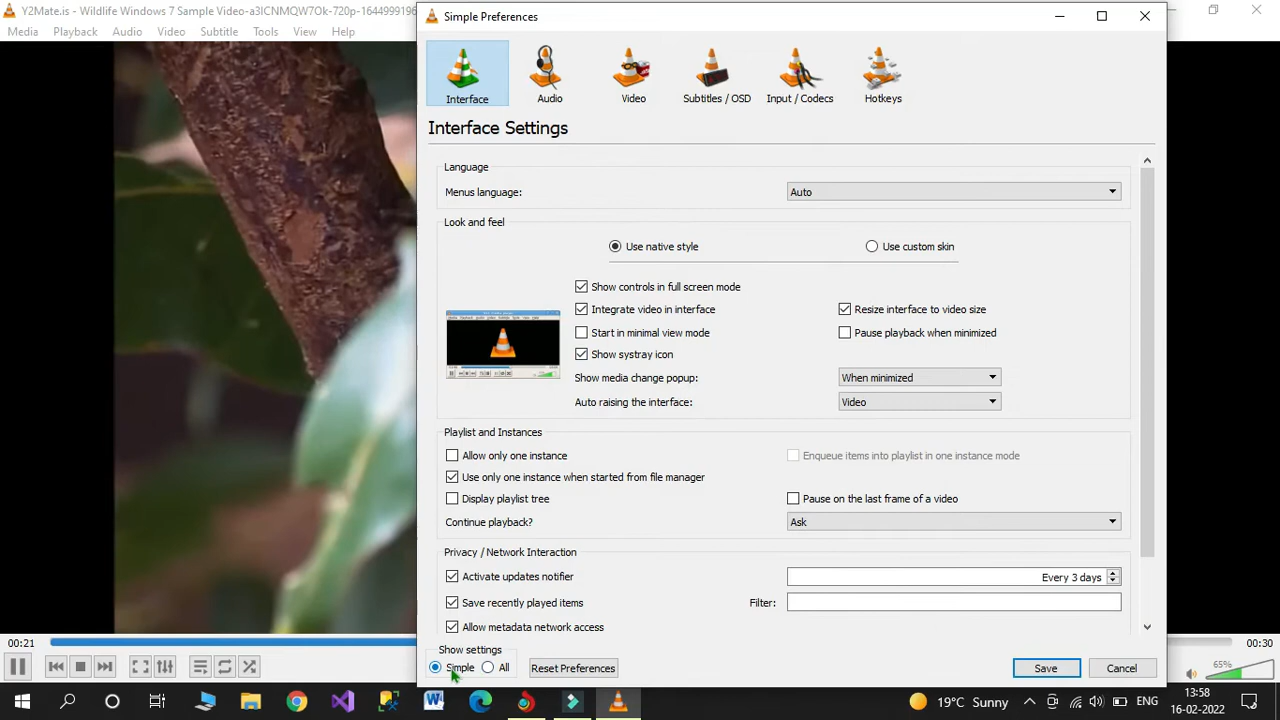 Y2Mate.is - Wildlife Windows 7 Sample Video-a3ICNMQW7Ok-720p-1644999196
Media Playback Audio Video Subtitle Tools View Help
Simple Preferences
Interface Audio Video Subtitles / OSD Input / Codecs Hotkeys
Interface Settings
Language
Menus language: Auto
Look and feel
Use native style Use custom skin
Show controls in full screen mode
Integrate video in interface Resize interface to video size
Start in minimal view mode Pause playback when minimized
Show systray icon
Show media change popup: When minimized
Auto raising the interface: Video
Playlist and Instances
Allow only one instance Enqueue items into playlist in one instance mode
Use only one instance when started from file manager
Display playlist tree Pause on the last frame of a video
Continue playback? Ask
Privacy / Network Interaction
Activate updates notifier Every 3 days
Save recently played items Filter:
Allow metadata network access
00:21 00:30
Show settings
Simple All Reset Preferences Save Cancel
65%
19°C Sunny ENG 13:58
16-02-2022